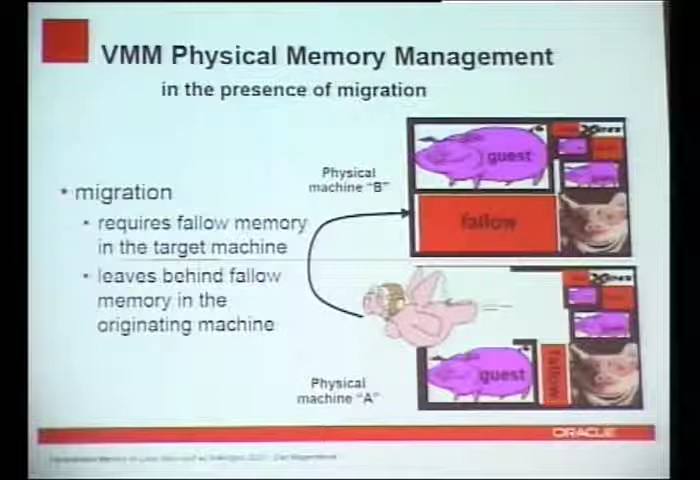 VMM Physical Memory Management
in the presence of migration
Physical
machine "B"
guest
fallow
• migration
• requires fallow memory
in the target machine
• leaves behind fallow
memory in the
originating machine
guest
fallow
Physical
machine "A"
ORACLE